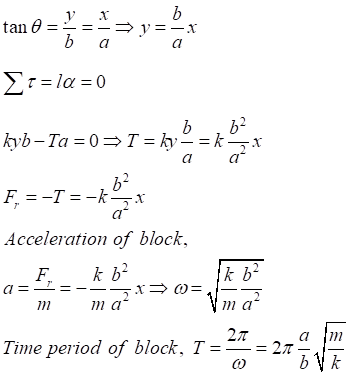 tan θ = y/b = x/a ⇒ y = b/a x
∑ τ = lα = 0
kyb − Ta = 0 ⇒ T = ky b/a = k b²/a² x
F_r = −T = −k b²/a² x
Acceleration of block,
a = F_r/m = − k/m b²/a² x ⇒ ω = √(k/m b²/a²)
Time period of block, T = 2π/ω = 2π a/b √(m/k)